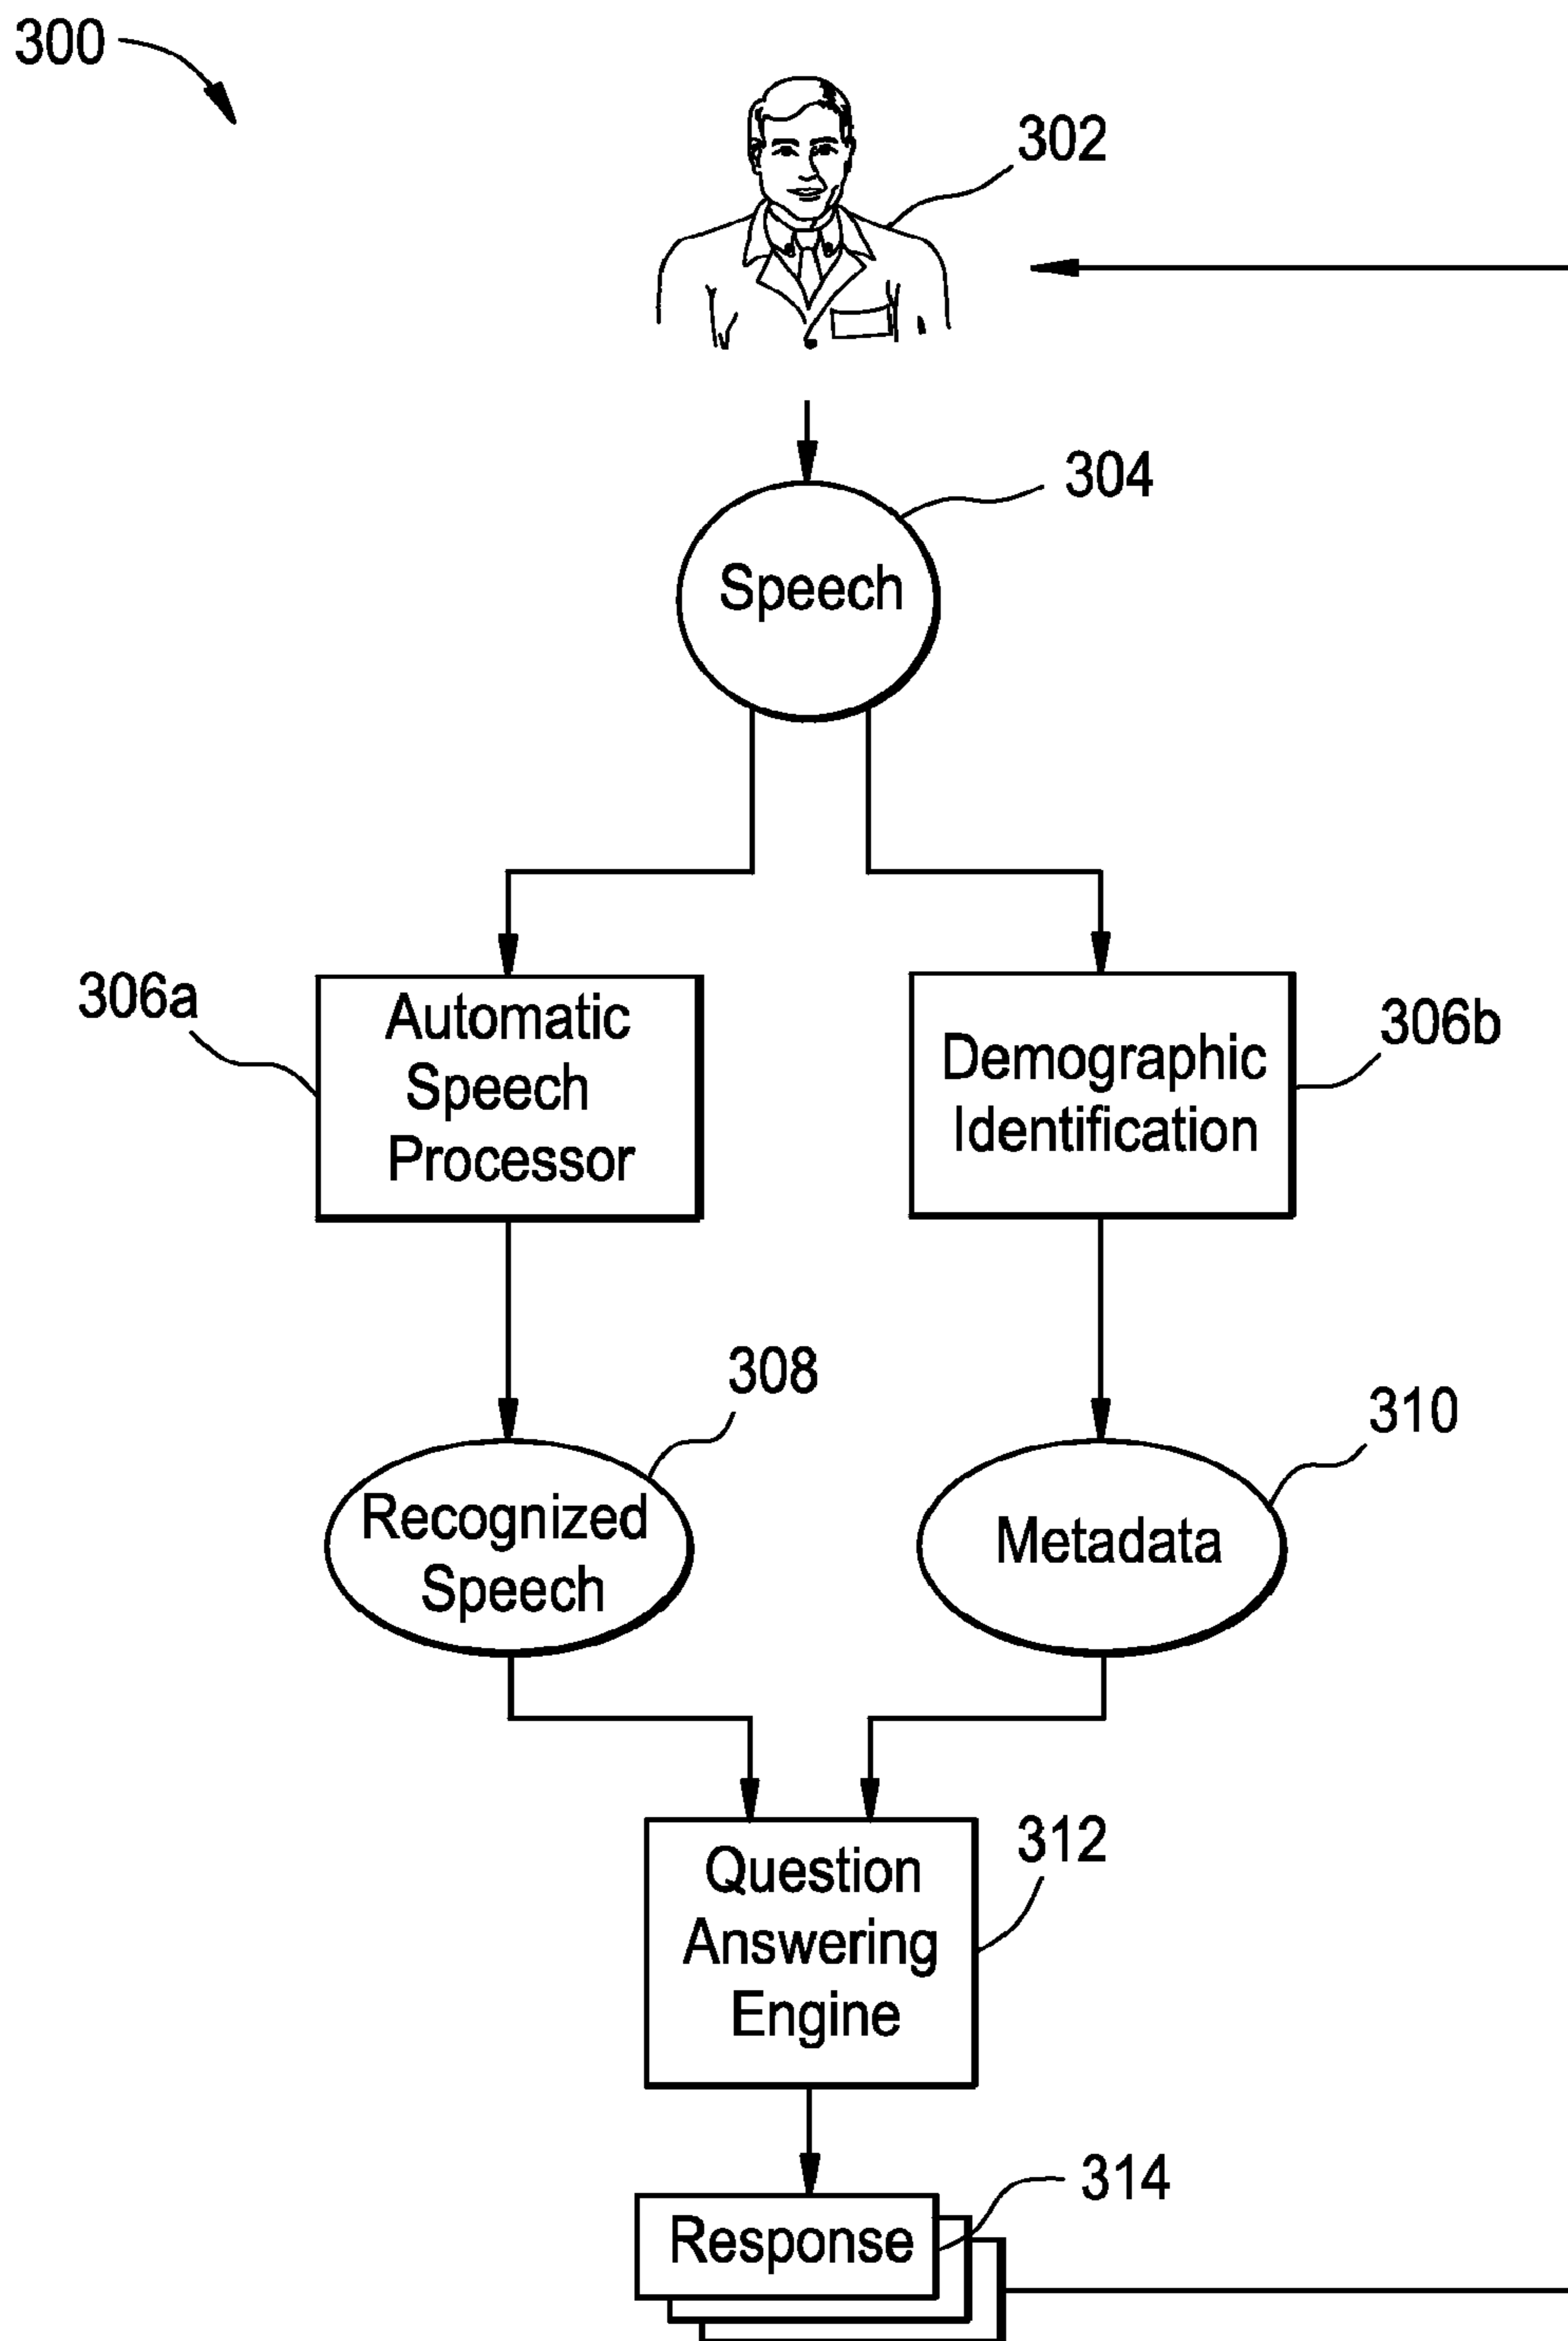 300
302
304
Speech
306a
Automatic
Speech
Processor
306b
Demographic
Identification
308
Recognized
Speech
310
Metadata
312
Question
Answering
Engine
314
Response